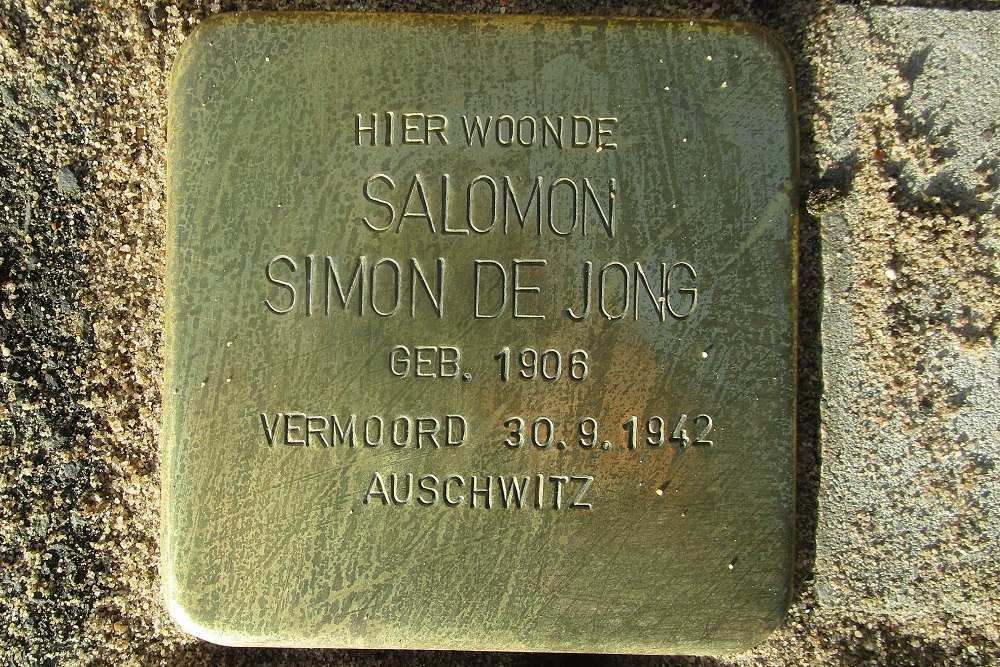 HIER WOONDE
SALOMON
SIMON DE JONG
GEB. 1906
VERMOORD 30.9.1942
AUSCHWITZ